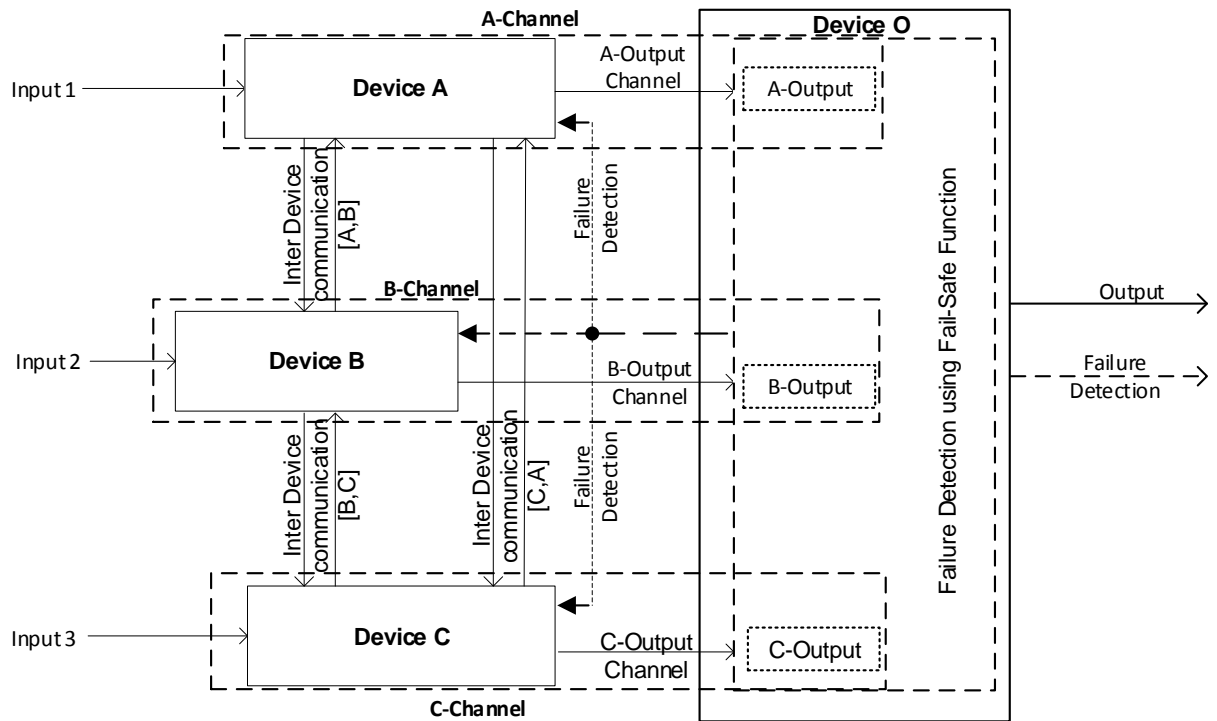 A-Channel
Device O
Input 1
Device A
A-Output
Channel
A-Output
Inter Device
communication
[A,B]
Failure
Detection
Inter Device
communication
[C,A]
Failure
Detection
Failure Detection using Fail-Safe Function
B-Channel
Input 2
Device B
B-Output
Channel
B-Output
Output
Failure
Detection
Inter Device
communication
[B,C]
Input 3
Device C
C-Output
Channel
C-Output
C-Channel